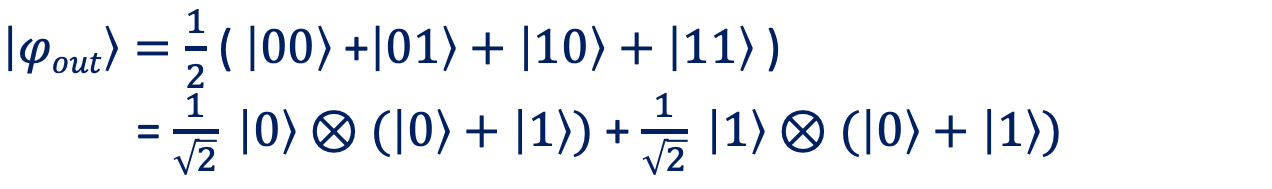 |φ_out⟩ = 1/2 ( |00⟩ +|01⟩ + |10⟩ + |11⟩ )
= 1/√2 |0⟩ ⊗ (|0⟩ + |1⟩) + 1/√2 |1⟩ ⊗ (|0⟩ + |1⟩)